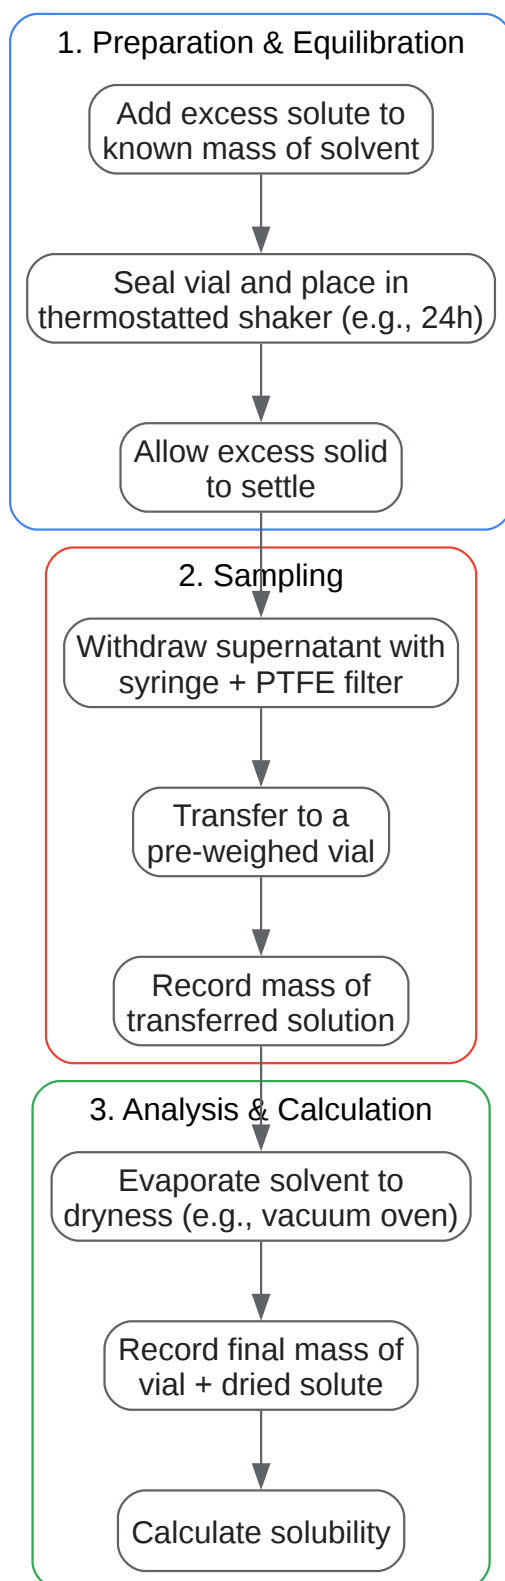 1. Preparation & Equilibration
Add excess solute to
known mass of solvent
Seal vial and place in
thermostatted shaker (e.g., 24h)
Allow excess solid
to settle
2. Sampling
Withdraw supernatant with
syringe + PTFE filter
Transfer to a
pre-weighed vial
Record mass of
transferred solution
3. Analysis & Calculation
Evaporate solvent to
dryness (e.g., vacuum oven)
Record final mass of
vial + dried solute
Calculate solubility